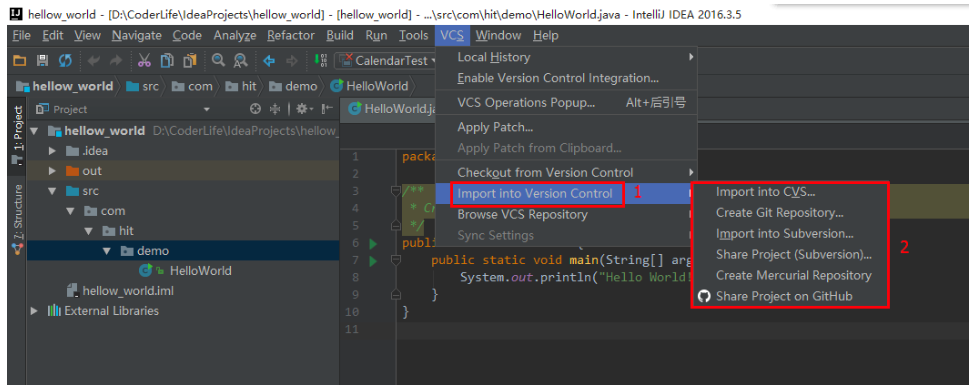 hellow_world - [D:\CoderLife\IdeaProjects\hellow_world] - [hellow_world] - ...\src\com\hit\demo\HelloWorld.java - IntelliJ IDEA 2016.3.5
File Edit View Navigate Code Analyze Refactor Build Run Tools VCS Window Help
CalendarTest
hellow_world src com hit demo HelloWorld
Project
HelloWorld.ja
1: Project
7: Structure
hellow_world D:\CoderLife\IdeaProjects\hellow_
.idea
out
src
com
hit
demo
HelloWorld
hellow_world.iml
External Libraries
Local History
Enable Version Control Integration...
VCS Operations Popup... Alt+后引号
Apply Patch...
Apply Patch from Clipboard...
Checkout from Version Control
Import into Version Control 1
Browse VCS Repository
Sync Settings
Import into CVS...
Create Git Repository...
Import into Subversion...
Share Project (Subversion)...
Create Mercurial Repository
Share Project on GitHub
2
1 packa
2
3 /**
4 * Cr
5 */
6 publi {
7 public static void main(String[] arg
8 System.out.println("Hello World!
9 }
10 }
11